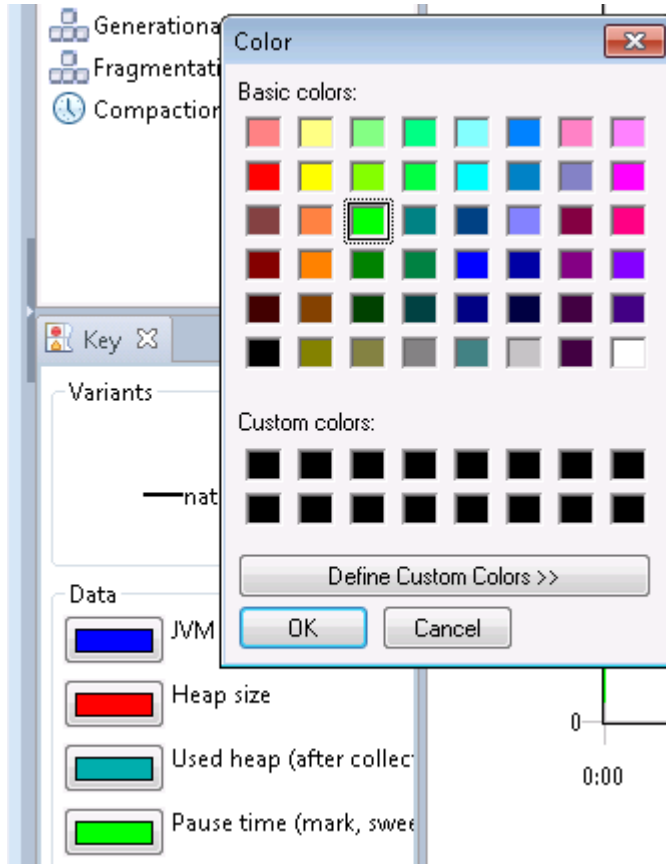 Generationa
Fragmentati
Compaction
Color
Basic colors:
Custom colors:
Define Custom Colors >>
OK
Cancel
Key
Variants
nat
Data
JVM
Heap size
Used heap (after collec
Pause time (mark, swee
0
0:00